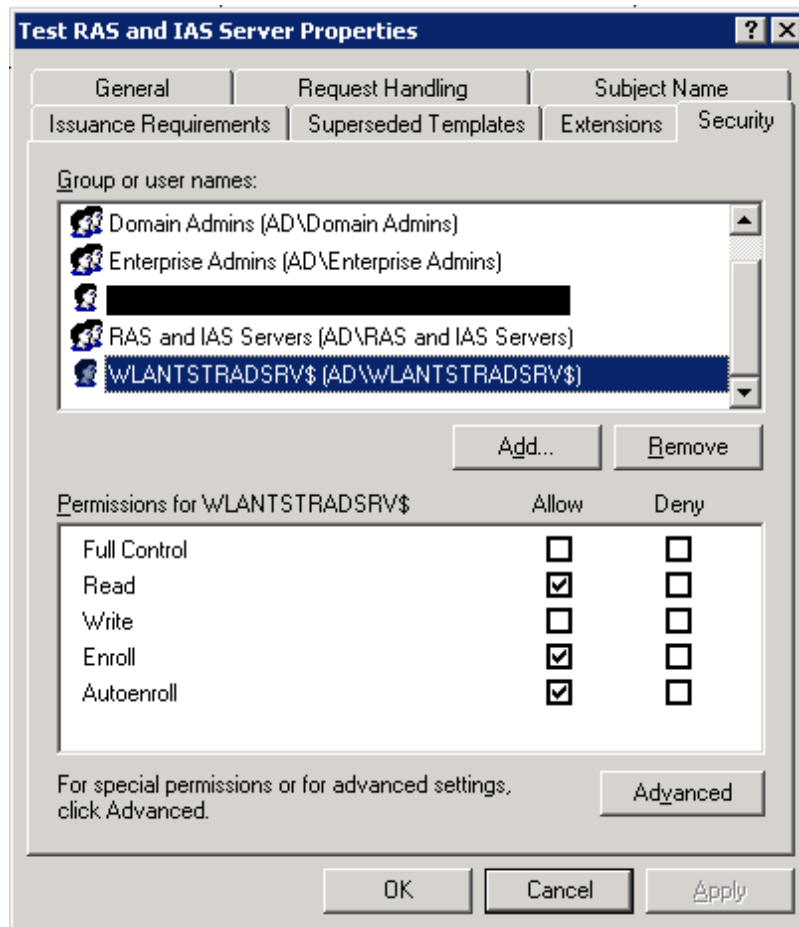 Test RAS and IAS Server Properties
General Request Handling Subject Name
Issuance Requirements Superseded Templates Extensions Security
Group or user names:
Domain Admins (AD\Domain Admins)
Enterprise Admins (AD\Enterprise Admins)
RAS and IAS Servers (AD\RAS and IAS Servers)
WLANTSTRADSRV$ (AD\WLANTSTRADSRV$)
Add... Remove
Permissions for WLANTSTRADSRV$ Allow Deny
Full Control
Read
Write
Enroll
Autoenroll
For special permissions or for advanced settings,
click Advanced.
Advanced
OK Cancel Apply